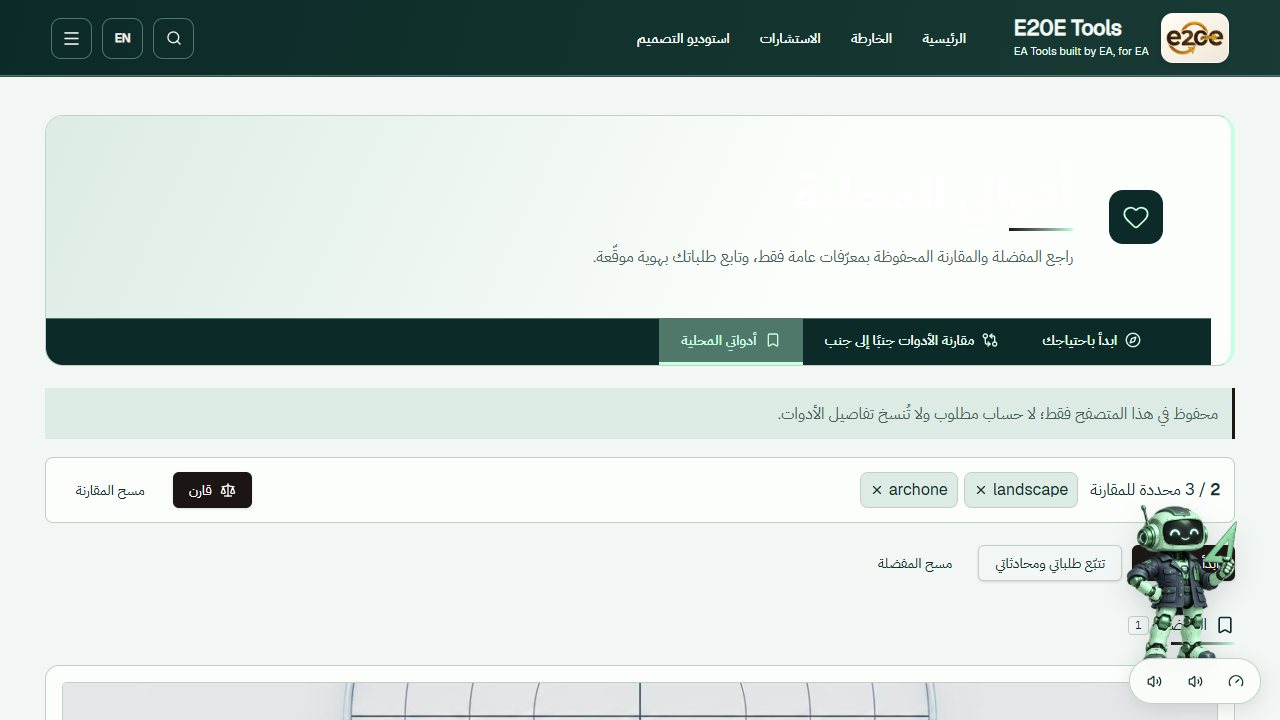 E2OE Tools
EA Tools built by EA, for EA
e2oe
الرئيسية
الخارطة
الاستشارات
استوديو التصميم
EN
أدواتي المحلية
راجع المفضلة والمقارنة المحفوظة بمعرّفات عامة فقط، وتابع طلباتك بهوية موقّعة.
ابدأ باحتياجك
مقارنة الأدوات جنبًا إلى جنب
أدواتي المحلية
محفوظ في هذا المتصفح فقط؛ لا حساب مطلوب ولا تُنسخ تفاصيل الأدوات.
2 / 3 محددة للمقارنة
landscape ×
archone ×
قارن
مسح المقارنة
تتبّع طلباتي ومحادثاتي
مسح المفضلة
1